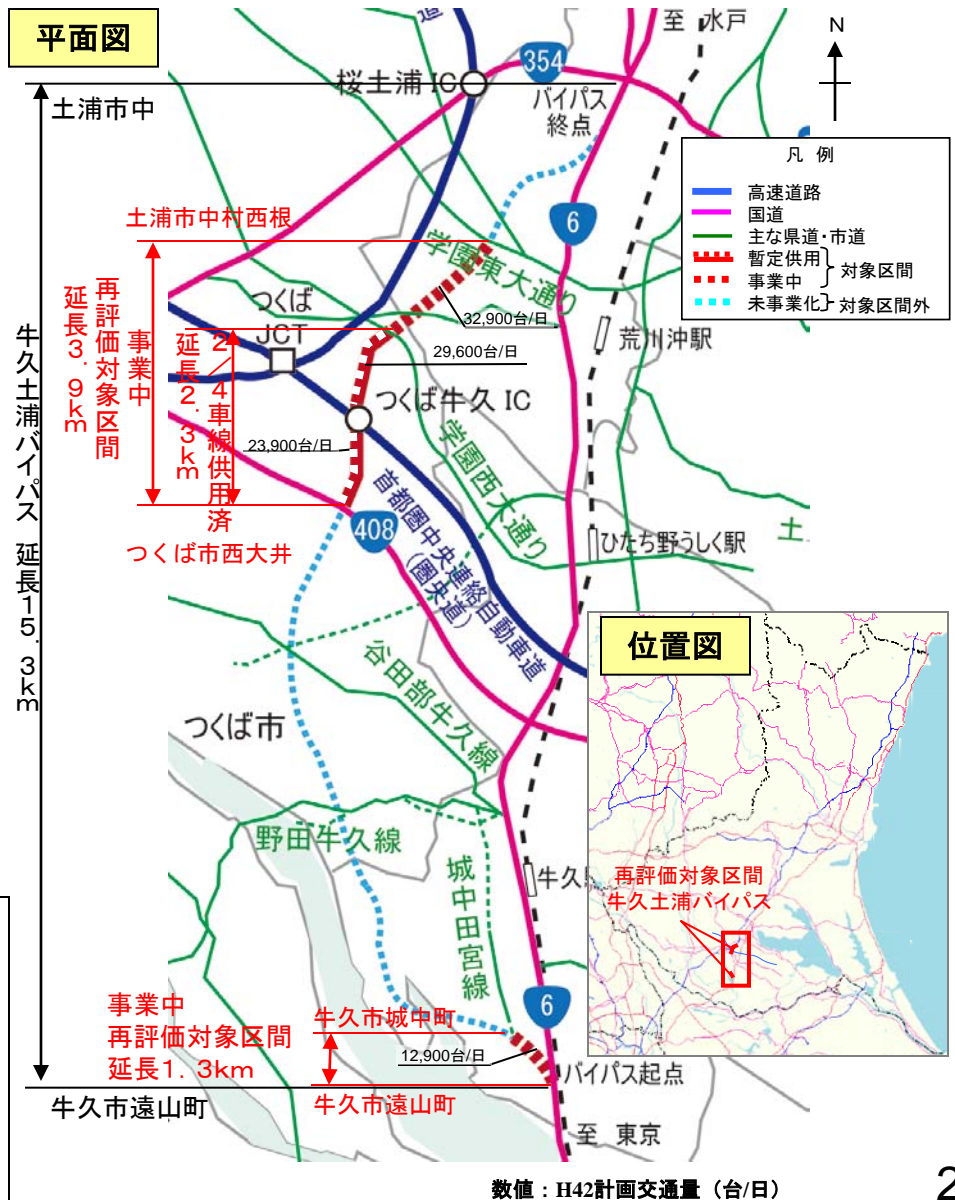 平面図
道
至 水戸
N
354
桜土浦 IC
バイパス
終点
土浦市中
凡 例
高速道路
国道
主な県道・市道
暫定供用
事業中
対象区間
未事業化
対象区間外
6
土浦市中村西根
学園東大通り
つくば
JCT
32,900台/日
荒川沖駅
29,600台/日
再評価対象区間
延長3．9km
事業中
2／4車線供用済
延長2．3km
つくば牛久 IC
23,900台/日
学園西大通り
牛久土浦バイパス 延長15．3km
408
つくば市西大井
首都圏中央連絡自動車道
(圏央道)
ひたち野うしく駅
土
位置図
谷田部牛久線
つくば市
野田牛久線
城中田宮線
牛久
再評価対象区間
牛久土浦バイパス
事業中
再評価対象区間
延長1．3km
牛久市城中町
6
12,900台/日
バイパス起点
牛久市遠山町
牛久市遠山町
至 東京
数値：H42計画交通量（台/日）
2